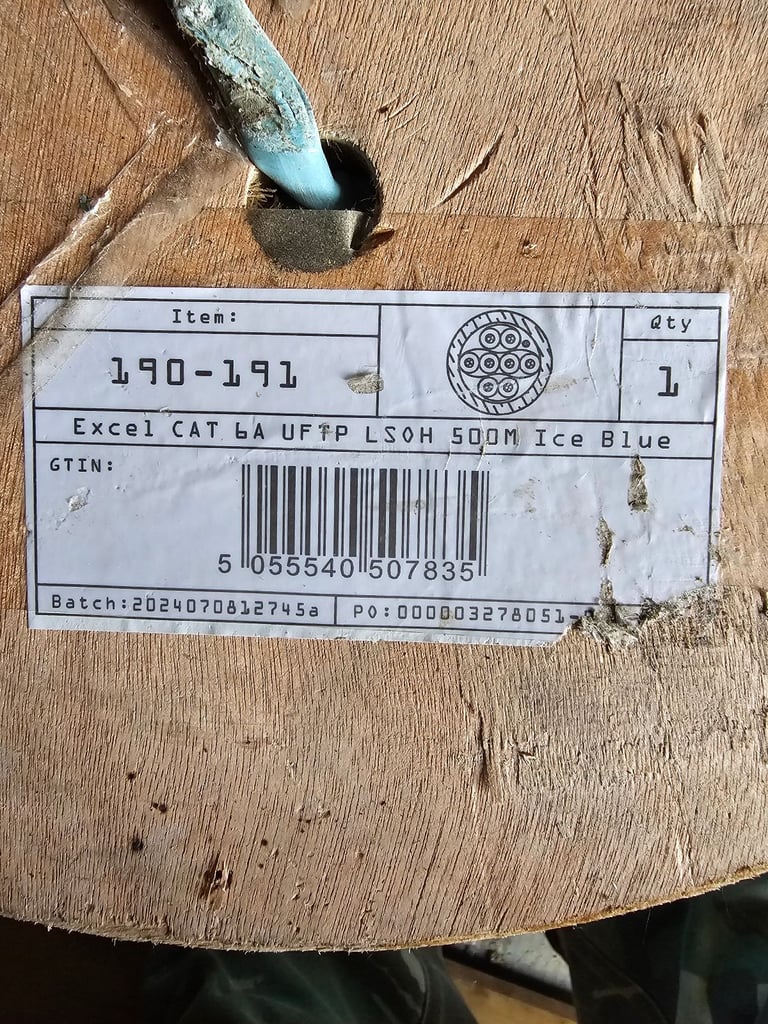 Item:
Qty
190-191
1
Excel CAT 6A UFTP LSOH 500M Ice Blue
GTIN:
5 055540 507835
Batch:2024070812745a
PO:000003278051-